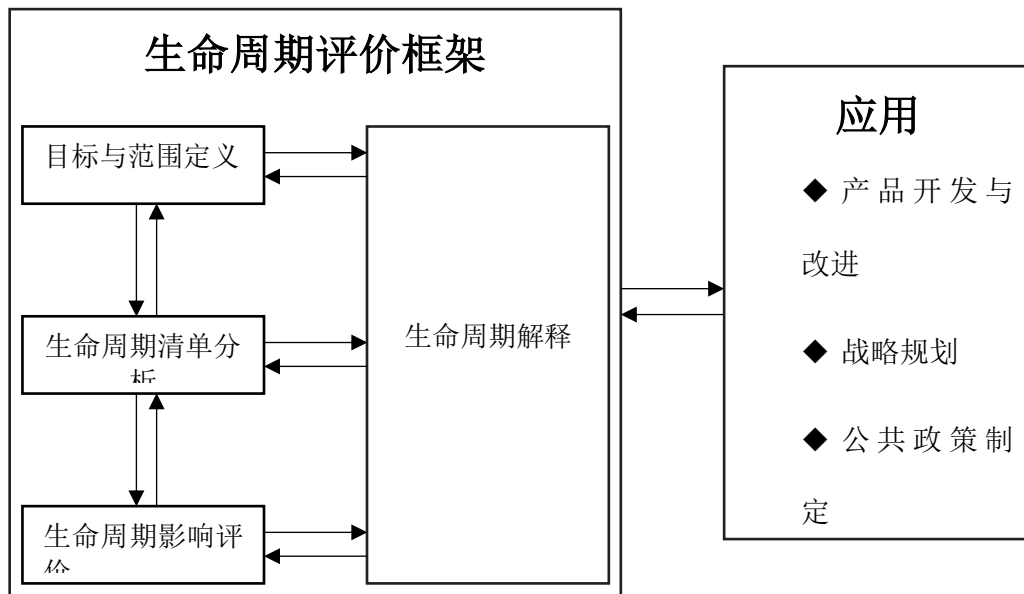 生命周期评价框架
目标与范围定义
生命周期清单分
析
生命周期影响评
价
生命周期解释
应用
◆ 产品开发与
改进
◆ 战略规划
◆ 公共政策制
定